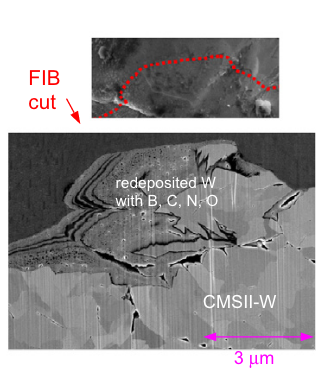 FIB
cut
redeposited W
with B, C, N, O
CMSII-W
3 μm